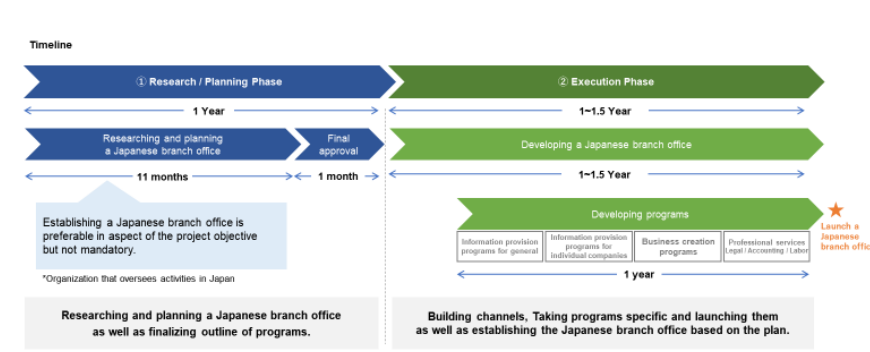 Timeline
① Research / Planning Phase
② Execution Phase
1 Year
1~1.5 Year
Researching and planning
a Japanese branch office
Final
approval
Developing a Japanese branch office
11 months
1 month
1~1.5 Year
Establishing a Japanese branch office is
preferable in aspect of the project objective
but not mandatory.
*Organization that oversees activities in Japan
Developing programs
Information provision
programs for general
Information provision
programs for
individual companies
Business creation
programs
Professional services
Legal / Accounting / Labor
1 year
Launch a
Japanese
branch offic
Researching and planning a Japanese branch office
as well as finalizing outline of programs.
Building channels, Taking programs specific and launching them
as well as establishing the Japanese branch office based on the plan.